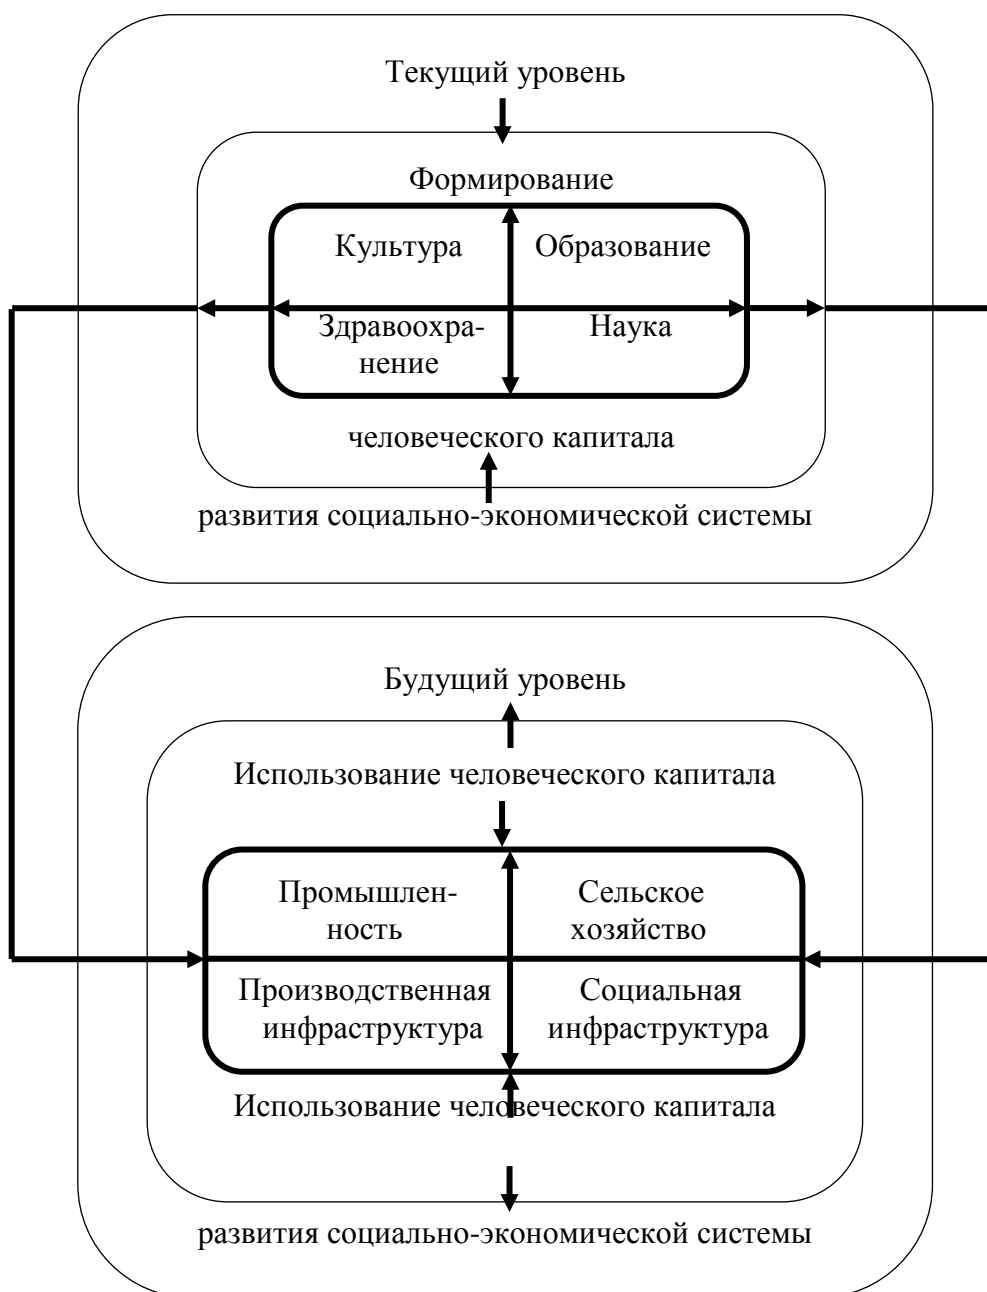 Текущий уровень
Формирование
Культура
Образование
Здравоохра-
нение
Наука
человеческого капитала
развития социально-экономической системы
Будущий уровень
Использование человеческого капитала
Промышлен-
ность
Сельское
хозяйство
Производственная
инфраструктура
Социальная
инфраструктура
Использование человеческого капитала
развития социально-экономической системы